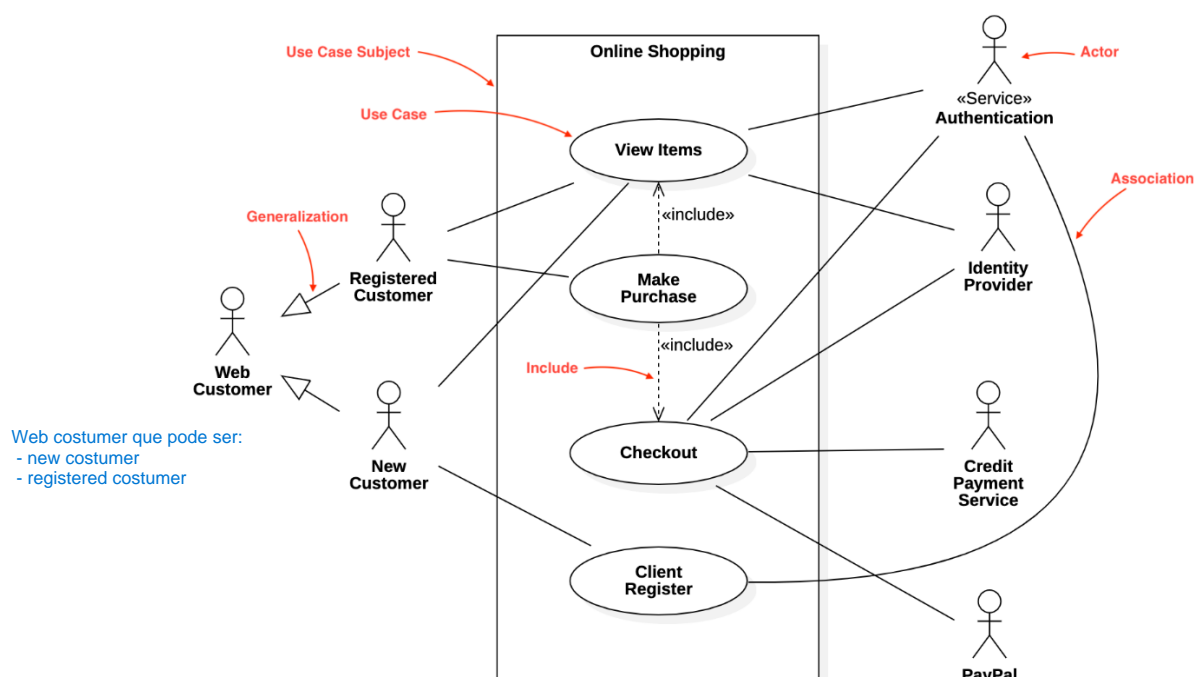 Use Case Subject
Online Shopping
Actor
«Service»
Authentication
Use Case
View Items
Association
Generalization
«include»
Registered
Customer
Make
Purchase
Identity
Provider
«include»
Include
Web
Customer
Web costumer que pode ser:
- new costumer
- registered costumer
New
Customer
Checkout
Credit
Payment
Service
Client
Register
PayPal